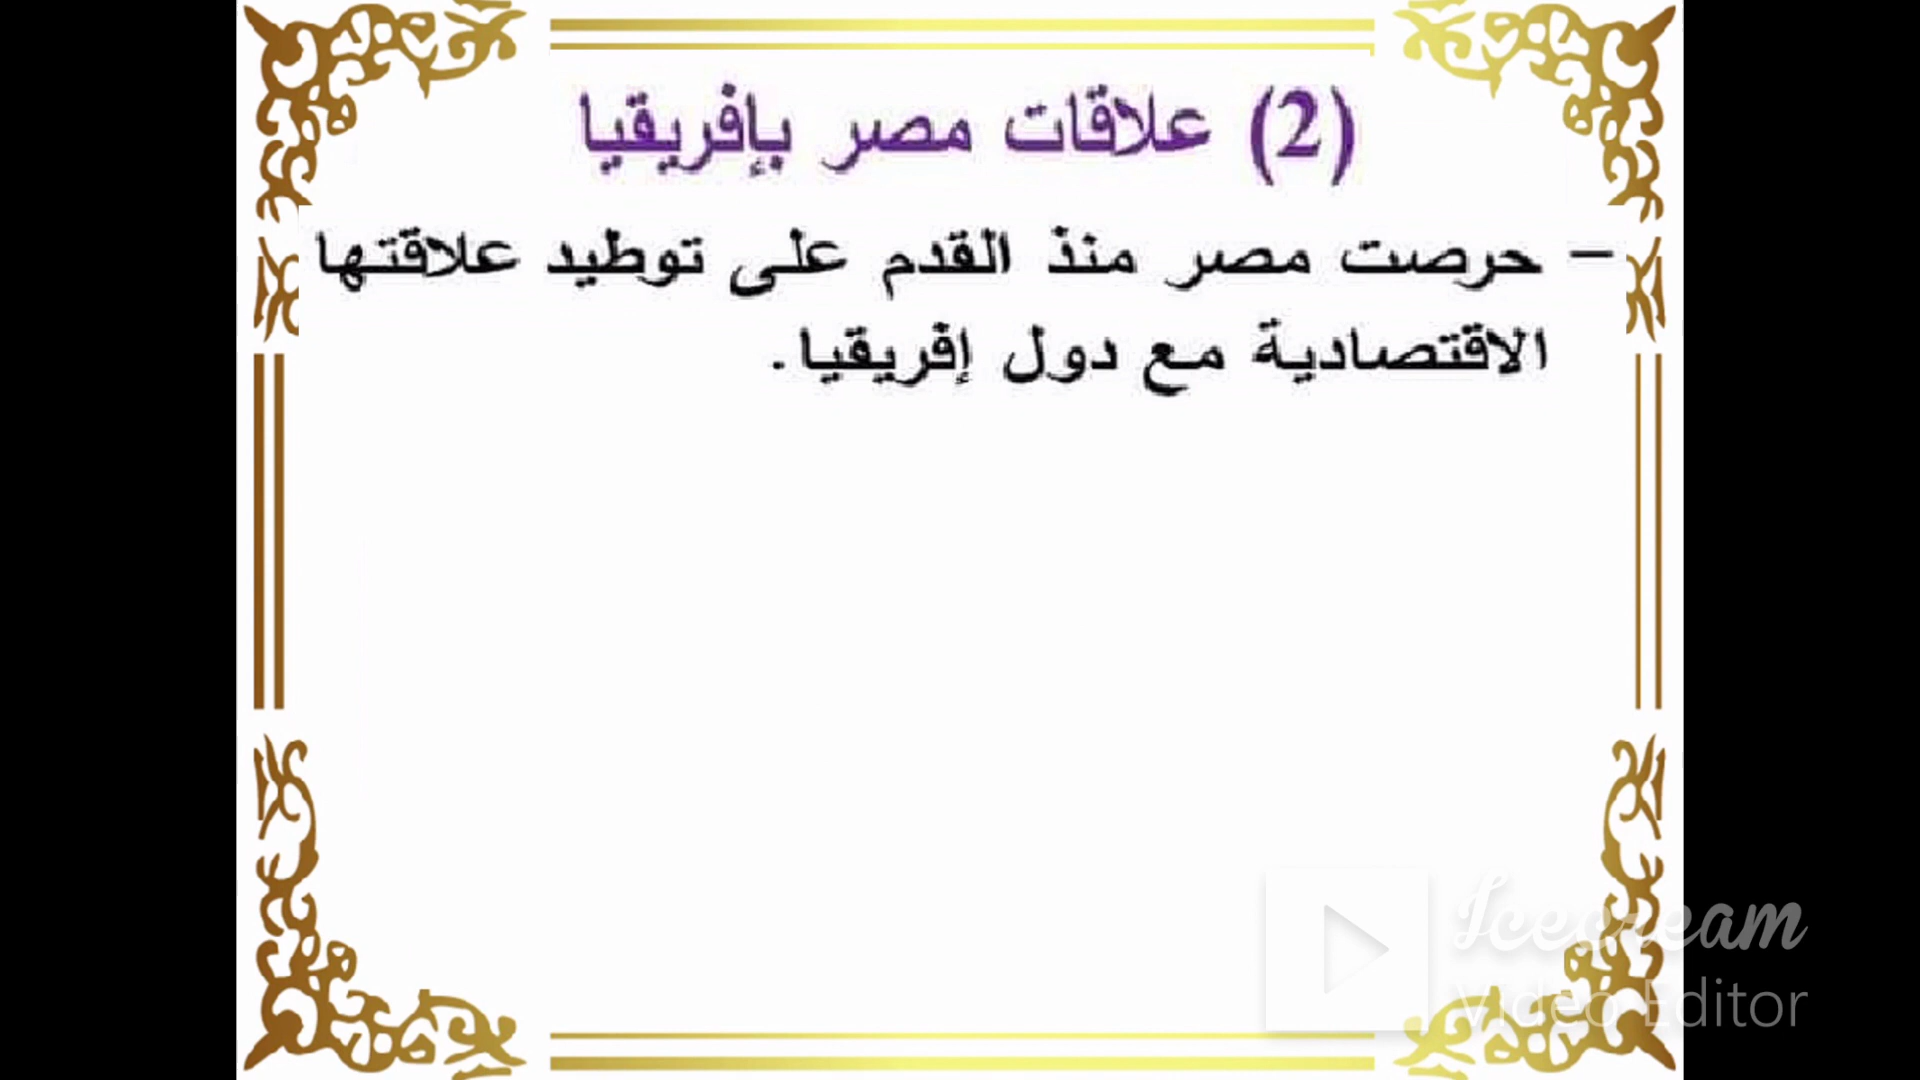 (2) علاقات مصر بإفريقيا
– حرصت مصر منذ القدم على توطيد علاقتها
الاقتصادية مع دول إفريقيا.
Icecream
Video Editor